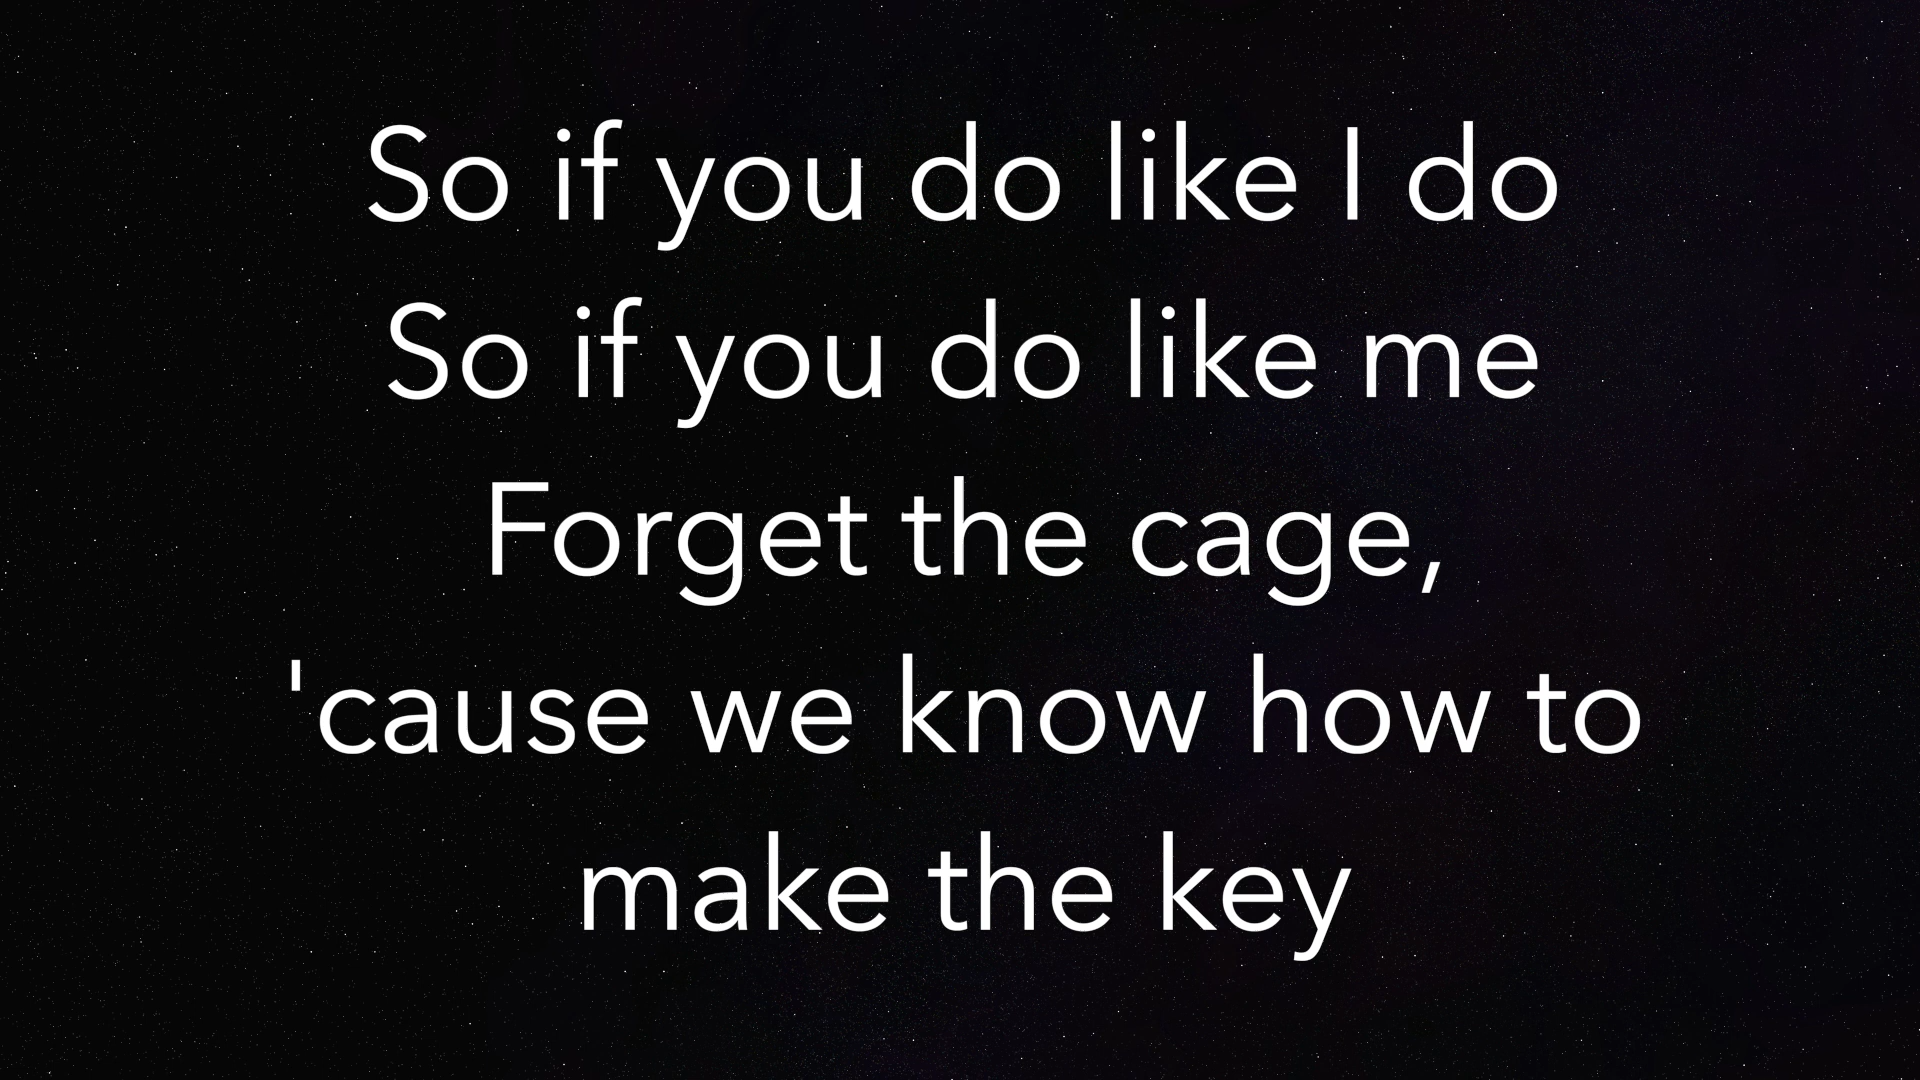 So if you do like I do
So if you do like me
Forget the cage,
'cause we know how to
make the key